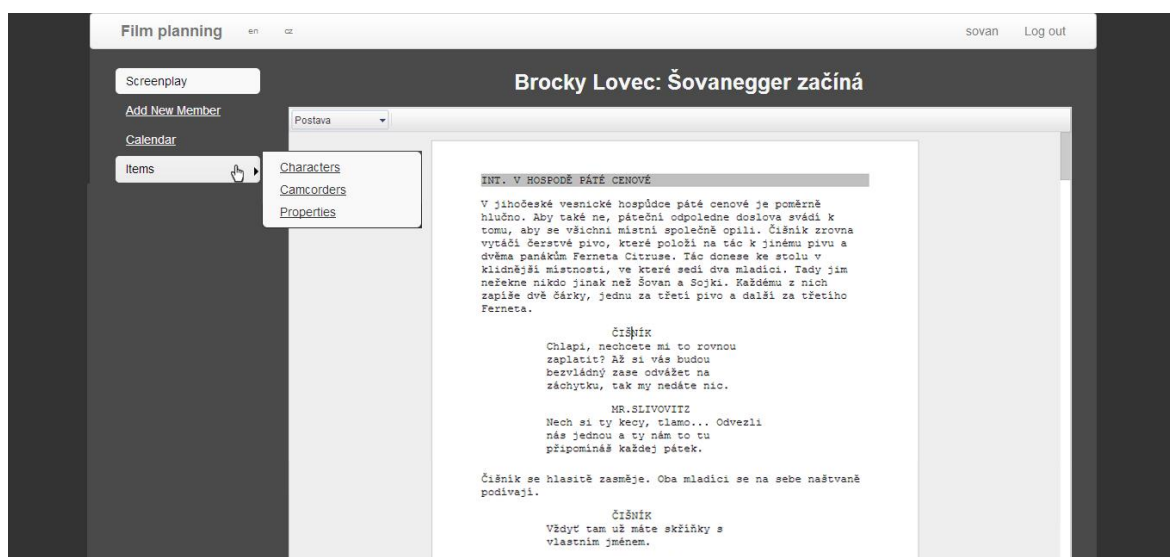 Film planning en cz sovan Log out
Screenplay
Brocky Lovec: Šovanegger začíná
Add New Member
Postava
Calendar
Items
Characters
Camcorders
Properties
INT. V HOSPODĚ PÁTÉ CENOVÉ
V jihočeské vesnické hospůdce páté cenové je poměrně
hlučno. Aby také ne, páteční odpoledne doslova svádí k
tomu, aby se všichni místní společně opili. Číšník zrovna
vytáčí čerstvé pivo, které položí na tác k jinému pivu a
dvěma panákům Ferneta Citruse. Tác donese ke stolu v
klidnější místnosti, ve které sedí dva mladíci. Tady jim
neřekne nikdo jinak než Šovan a Sojki. Každému z nich
zapíše dvě čárky, jednu za třetí pivo a další za třetího
Ferneta.
ČÍŠNÍK
Chlapi, nechcete mi to rovnou
zaplatit? Až si vás budou
bezvládný zase odvážet na
záchytku, tak my nedáte nic.
MR.SLIVOVITZ
Nech si ty kecy, tlamo... Odvezli
nás jednou a ty nám to tu
připomínáš každej pátek.
Číšník se hlasitě zasměje. Oba mladíci se na sebe naštvaně
podívají.
ČÍŠNÍK
Vždyť tam už máte skříňky s
vlastním jménem.